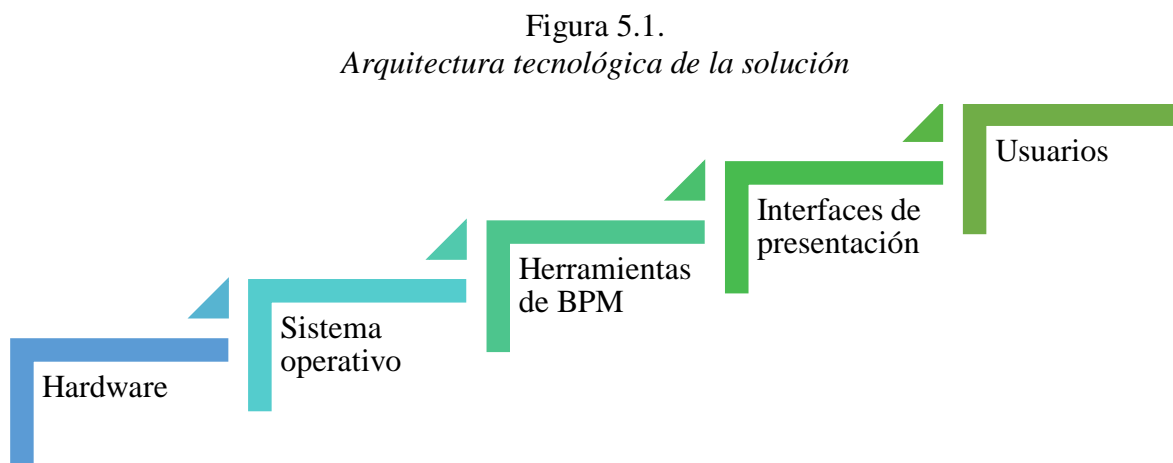 Figura 5.1.
Arquitectura tecnológica de la solución
Hardware
Sistema
operativo
Herramientas
de BPM
Interfaces de
presentación
Usuarios